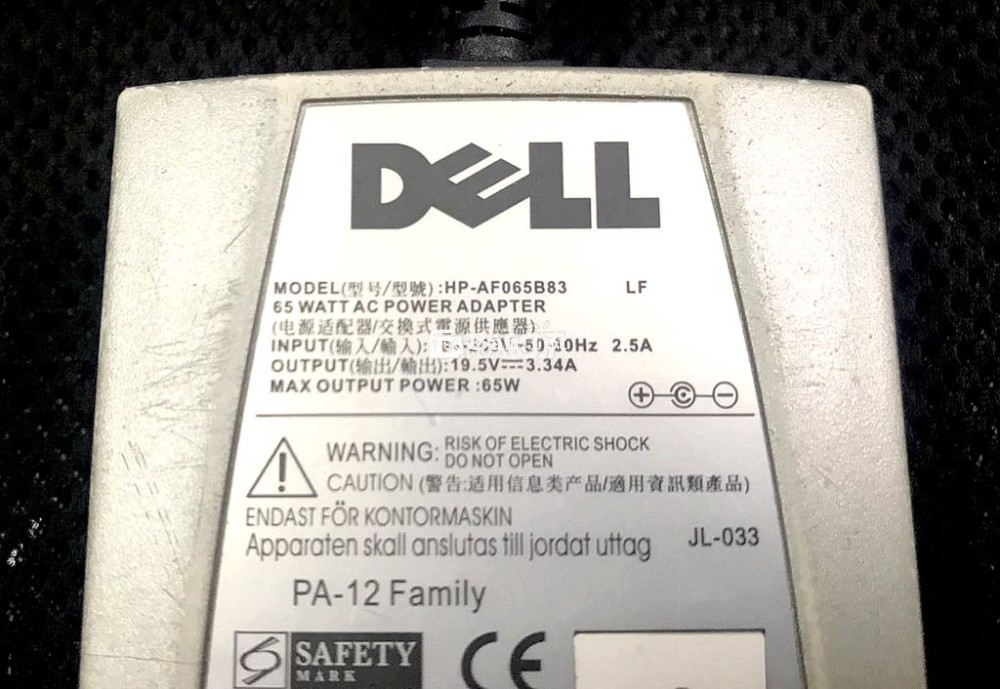 DELL
MODEL(型号/型號):HP-AF065B83 LF
65 WATT AC POWER ADAPTER
(电源适配器/交換式電源供應器)
INPUT(输入/輸入): Hz 2.5A
OUTPUT(输出/輸出):19.5V⎓3.34A
MAX OUTPUT POWER :65W
WARNING: RISK OF ELECTRIC SHOCK
DO NOT OPEN
CAUTION (警告:适用信息类产品/適用資訊類產品)
ENDAST FÖR KONTORMASKIN
Apparaten skall anslutas till jordat uttag JL-033
PA-12 Family
SAFETY
MARK
CE